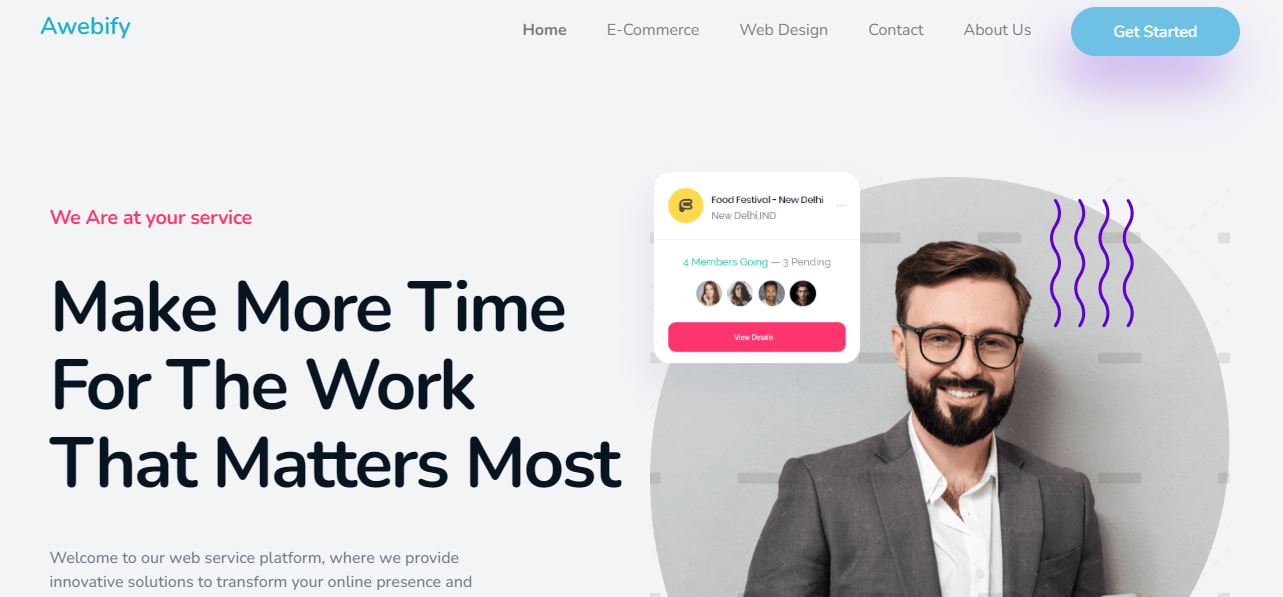 Awebify
Home
E-Commerce
Web Design
Contact
About Us
Get Started
We Are at your service
Make More Time
For The Work
That Matters Most
Welcome to our web service platform, where we provide
innovative solutions to transform your online presence and
Food Festival - New Delhi
New Delhi,IND
4 Members Going — 3 Pending
View Details